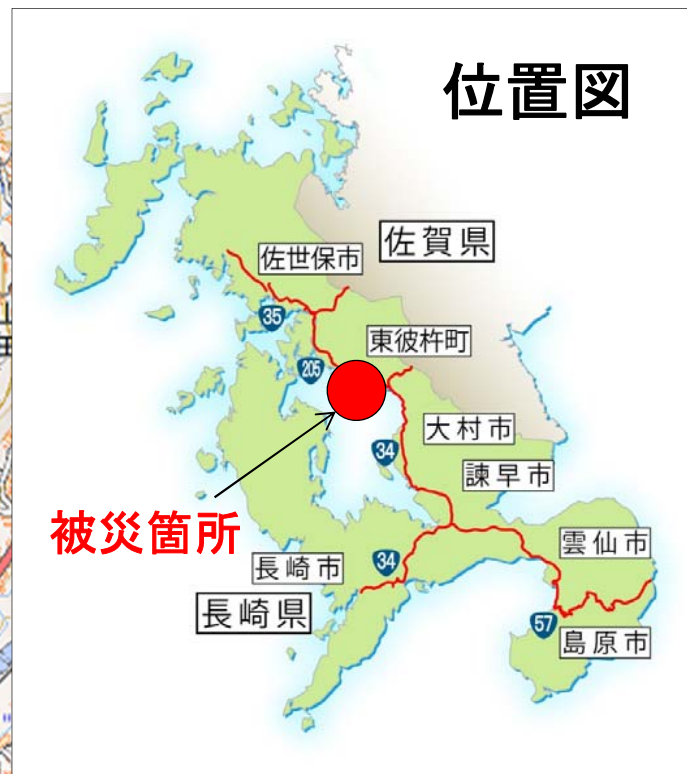 位置図
佐賀県
佐世保市
35
東彼杵町
205
大村市
34
諫早市
被災箇所
雲仙市
長崎市
34
長崎県
57
島原市